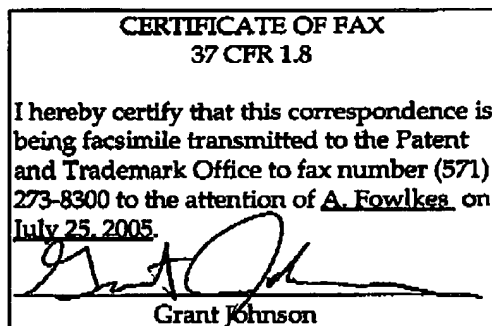 CERTIFICATE OF FAX
37 CFR 1.8
I hereby certify that this correspondence is
being facsimile transmitted to the Patent
and Trademark Office to fax number (571)
273-8300 to the attention of A. Fowlkes on
July 25, 2005.
Grant Johnson
Grant Johnson